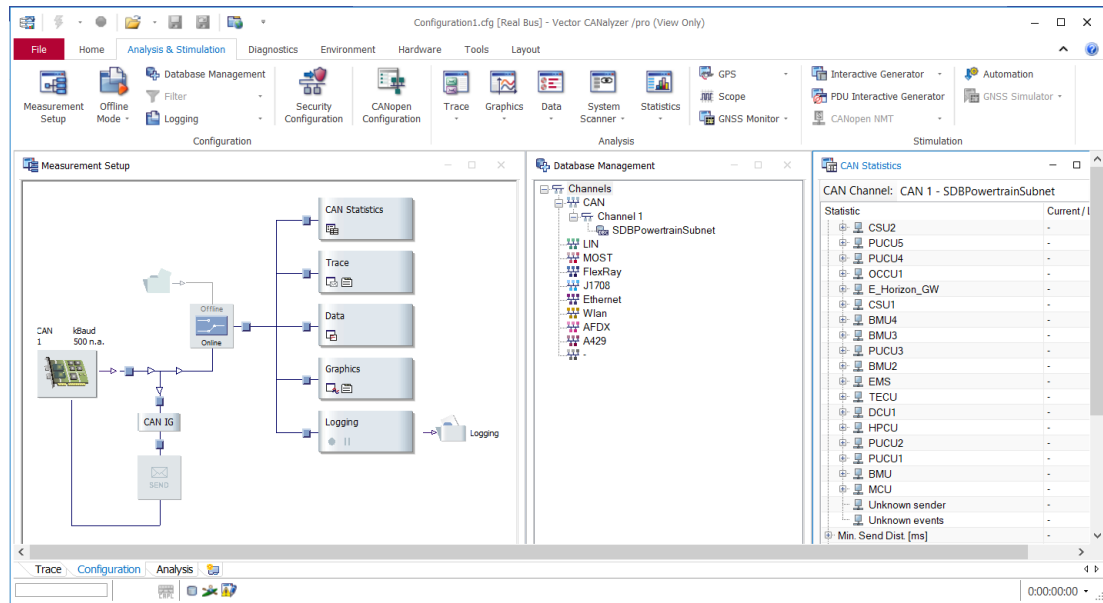 Configuration1.cfg [Real Bus] - Vector CANalyzer /pro (View Only)
File Home Analysis & Stimulation Diagnostics Environment Hardware Tools Layout
Measurement Setup
Offline Mode
Database Management
Filter
Logging
Configuration
Security Configuration
CANopen Configuration
Trace
Graphics
Data
System Scanner
Statistics
GPS
Scope
GNSS Monitor
Analysis
Interactive Generator
PDU Interactive Generator
CANopen NMT
Automation
GNSS Simulator
Stimulation
Measurement Setup
CAN Statistics
Trace
Data
Graphics
Logging
Logging
Offline
Online
CAN kBaud
1 500 n.a.
CAN IG
SEND
Database Management
Channels
CAN
Channel 1
SDBPowertrainSubnet
LIN
MOST
FlexRay
J1708
Ethernet
Wlan
AFDX
A429
-
CAN Statistics
CAN Channel: CAN 1 - SDBPowertrainSubnet
Statistic Current / L
CSU2 -
PUCU5 -
PUCU4 -
OCCU1 -
E_Horizon_GW -
CSU1 -
BMU4 -
BMU3 -
PUCU3 -
BMU2 -
EMS -
TECU -
DCU1 -
HPCU -
PUCU2 -
PUCU1 -
BMU -
MCU -
Unknown sender -
Unknown events -
Min. Send Dist. [ms] -
Trace Configuration Analysis
0:00:00:00